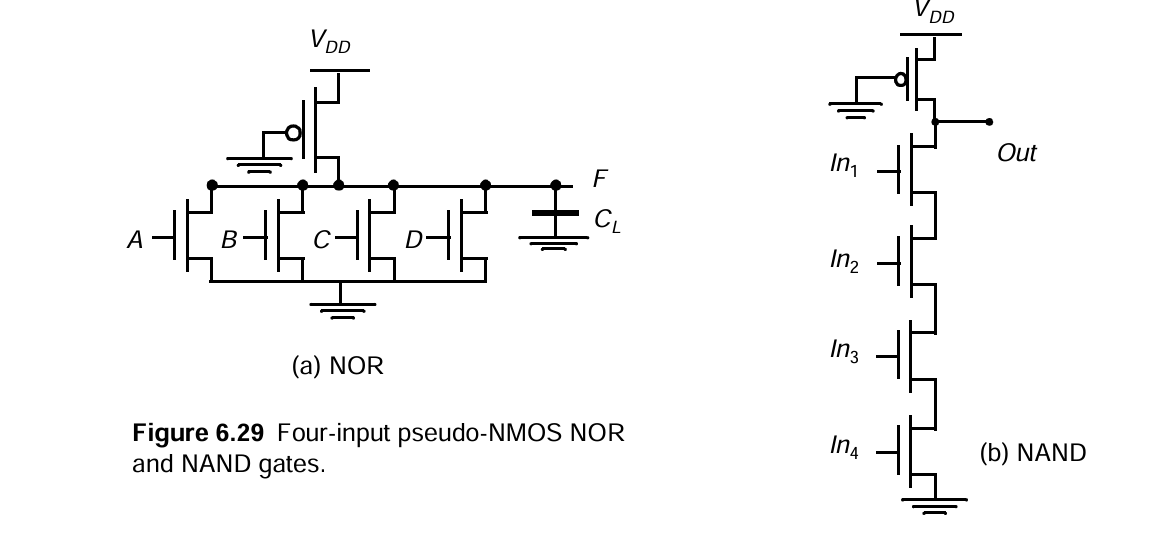 V_DD
F
A
B
C
D
C_L
(a) NOR
Figure 6.29 Four-input pseudo-NMOS NOR
and NAND gates.
V_DD
Out
In_1
In_2
In_3
In_4
(b) NAND